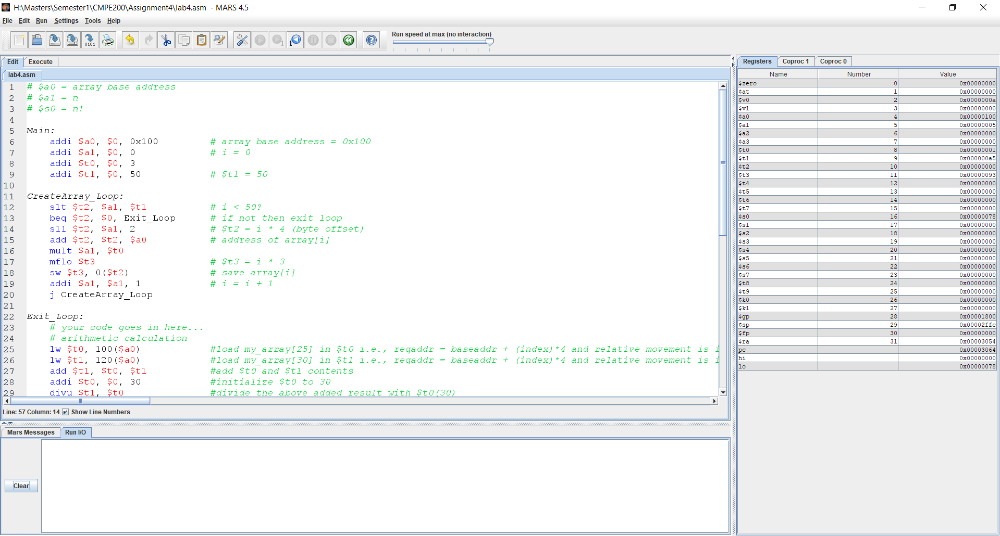 H:\Masters\Semester1\CMPE200\Assignment4\lab4.asm - MARS 4.5
File Edit Run Settings Tools Help
Run speed at max (no interaction)
Edit Execute
lab4.asm
1 # $a0 = array base address
2 # $a1 = n
3 # $s0 = n!
4
5 Main:
6 addi $a0, $0, 0x100 # array base address = 0x100
7 addi $a1, $0, 0 # i = 0
8 addi $t0, $0, 3
9 addi $t1, $0, 50 # $t1 = 50
10
11 CreateArray_Loop:
12 slt $t2, $a1, $t1 # i < 50?
13 beq $t2, $0, Exit_Loop # if not then exit loop
14 sll $t2, $a1, 2 # $t2 = i * 4 (byte offset)
15 add $t2, $t2, $a0 # address of array[i]
16 mult $a1, $t0
17 mflo $t3 # $t3 = i * 3
18 sw $t3, 0($t2) # save array[i]
19 addi $a1, $a1, 1 # i = i + 1
20 j CreateArray_Loop
21
22 Exit_Loop:
23 # your code goes in here...
24 # arithmetic calculation
25 lw $t0, 100($a0) #load my_array[25] in $t0 i.e., reqaddr = baseaddr + (index)*4 and relative movement is i
26 lw $t1, 120($a0) #load my_array[30] in $t1 i.e., reqaddr = baseaddr + (index)*4 and relative movement is i
27 add $t1, $t0, $t1 #add $t0 and $t1 contents
28 addi $t0, $0, 30 #initialize $t0 to 30
29 divu $t1, $t0 #divide the above added result with $t0(30)
Line: 57 Column: 14 Show Line Numbers
Mars Messages Run I/O
Clear
Registers Coproc 1 Coproc 0
Name Number Value
$zero 0 0x00000000
$at 1 0x00000000
$v0 2 0x0000000a
$v1 3 0x00000000
$a0 4 0x00000100
$a1 5 0x00000005
$a2 6 0x00000000
$a3 7 0x00000000
$t0 8 0x00000001
$t1 9 0x000000a5
$t2 10 0x00000000
$t3 11 0x00000093
$t4 12 0x00000000
$t5 13 0x00000000
$t6 14 0x00000000
$t7 15 0x00000000
$s0 16 0x00000078
$s1 17 0x00000000
$s2 18 0x00000000
$s3 19 0x00000000
$s4 20 0x00000000
$s5 21 0x00000000
$s6 22 0x00000000
$s7 23 0x00000000
$t8 24 0x00000000
$t9 25 0x00000000
$k0 26 0x00000000
$k1 27 0x00000000
$gp 28 0x00001800
$sp 29 0x00002ffc
$fp 30 0x00000000
$ra 31 0x00003054
pc 0x00003064
hi 0x00000000
lo 0x00000078